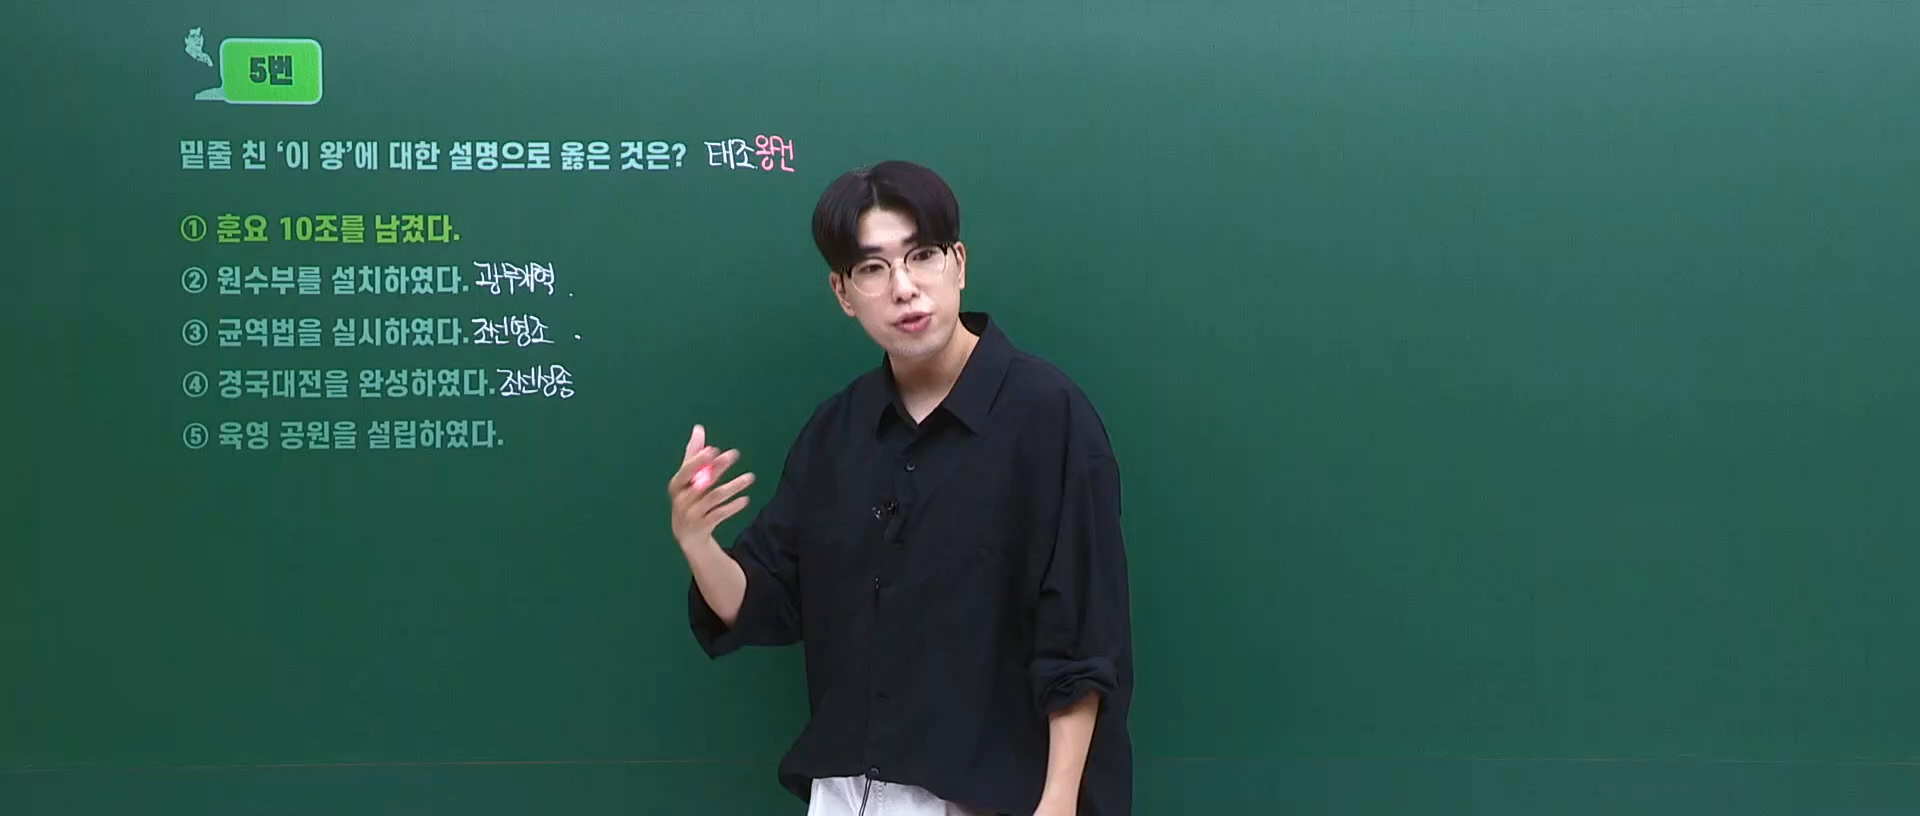 5번
밑줄 친 ‘이 왕’에 대한 설명으로 옳은 것은? 태조왕건
① 훈요 10조를 남겼다.
② 원수부를 설치하였다. 광무개혁
③ 균역법을 실시하였다. 조선영조
④ 경국대전을 완성하였다. 조선성종
⑤ 육영 공원을 설립하였다.